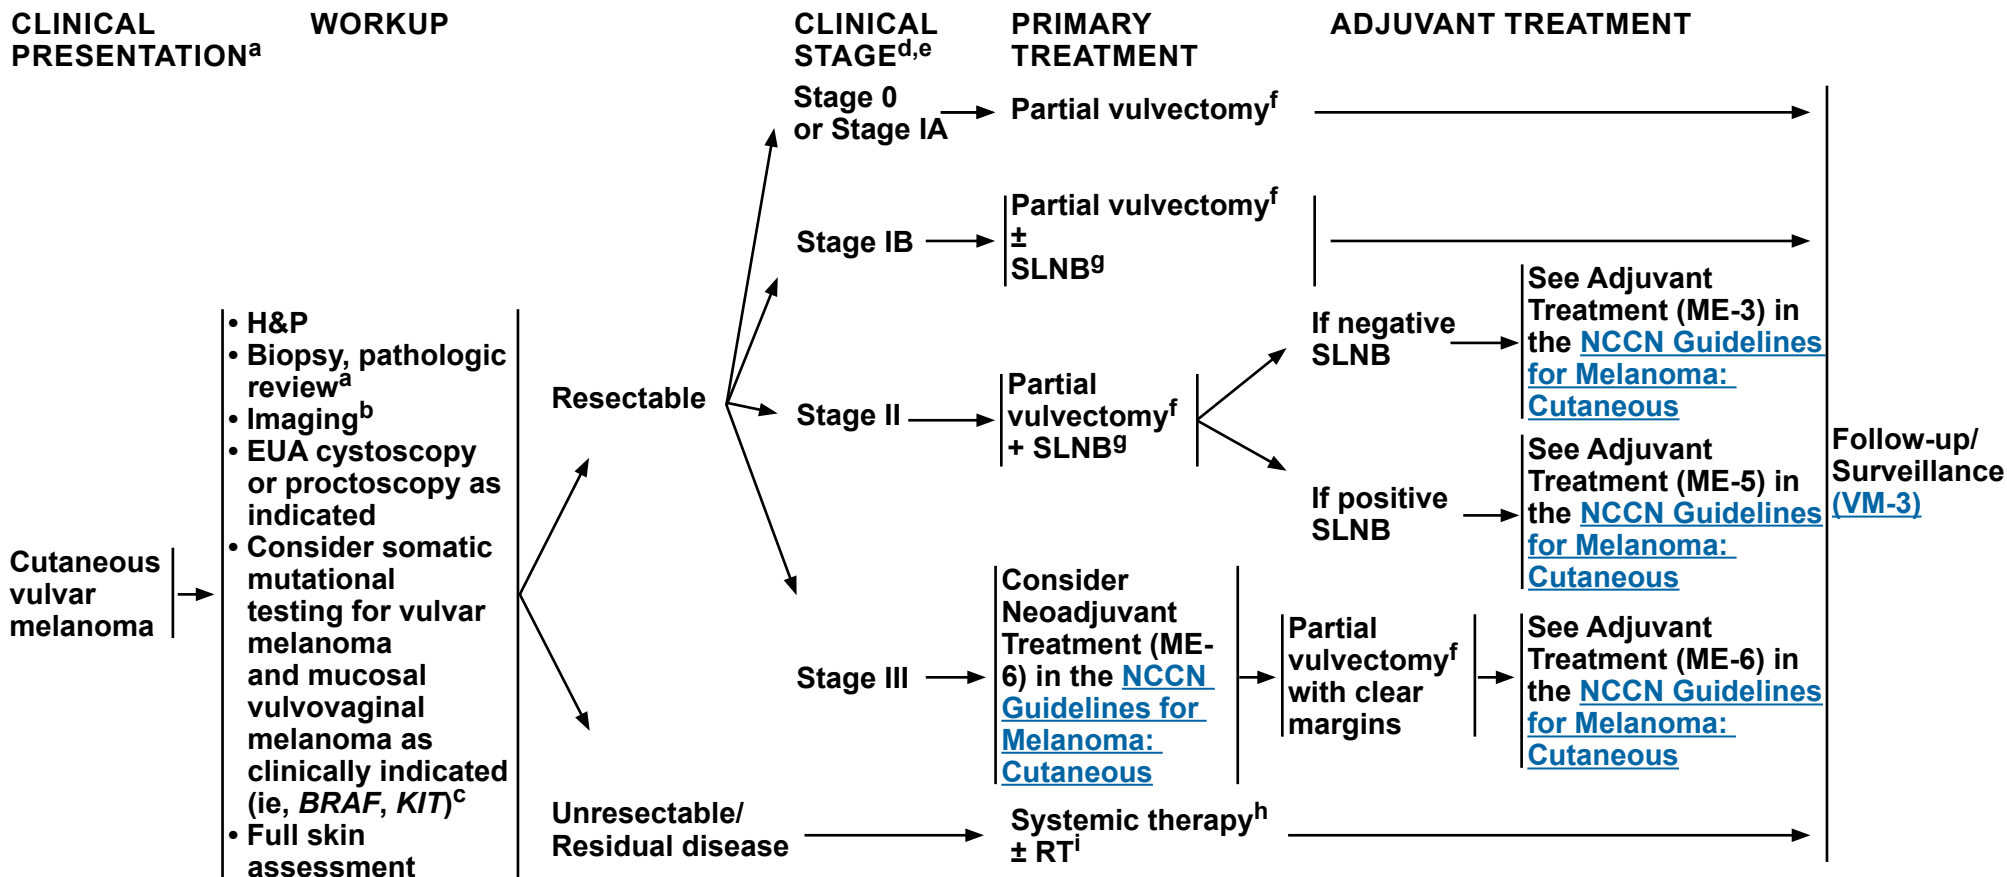 CLINICAL
PRESENTATIONa
WORKUP
CLINICAL
STAGEd,e
PRIMARY
TREATMENT
ADJUVANT TREATMENT
Cutaneous
vulvar
melanoma
• H&P
• Biopsy, pathologic
reviewa
• Imagingb
• EUA cystoscopy
or proctoscopy as
indicated
• Consider somatic
mutational
testing for vulvar
melanoma
and mucosal
vulvovaginal
melanoma as
clinically indicated
(ie, BRAF, KIT)c
• Full skin
assessment
Resectable
Stage 0
or Stage IA
Partial vulvectomyf
Stage IB
Partial vulvectomyf
±
SLNBg
Stage II
Partial
vulvectomyf
+ SLNBg
If negative
SLNB
See Adjuvant
Treatment (ME-3) in
the NCCN Guidelines
for Melanoma:
Cutaneous
If positive
SLNB
See Adjuvant
Treatment (ME-5) in
the NCCN Guidelines
for Melanoma:
Cutaneous
Stage III
Consider
Neoadjuvant
Treatment (ME-
6) in the NCCN
Guidelines for
Melanoma:
Cutaneous
Partial
vulvectomyf
with clear
margins
See Adjuvant
Treatment (ME-6) in
the NCCN Guidelines
for Melanoma:
Cutaneous
Unresectable/
Residual disease
Systemic therapyh
± RTi
Follow-up/
Surveillance
(VM-3)